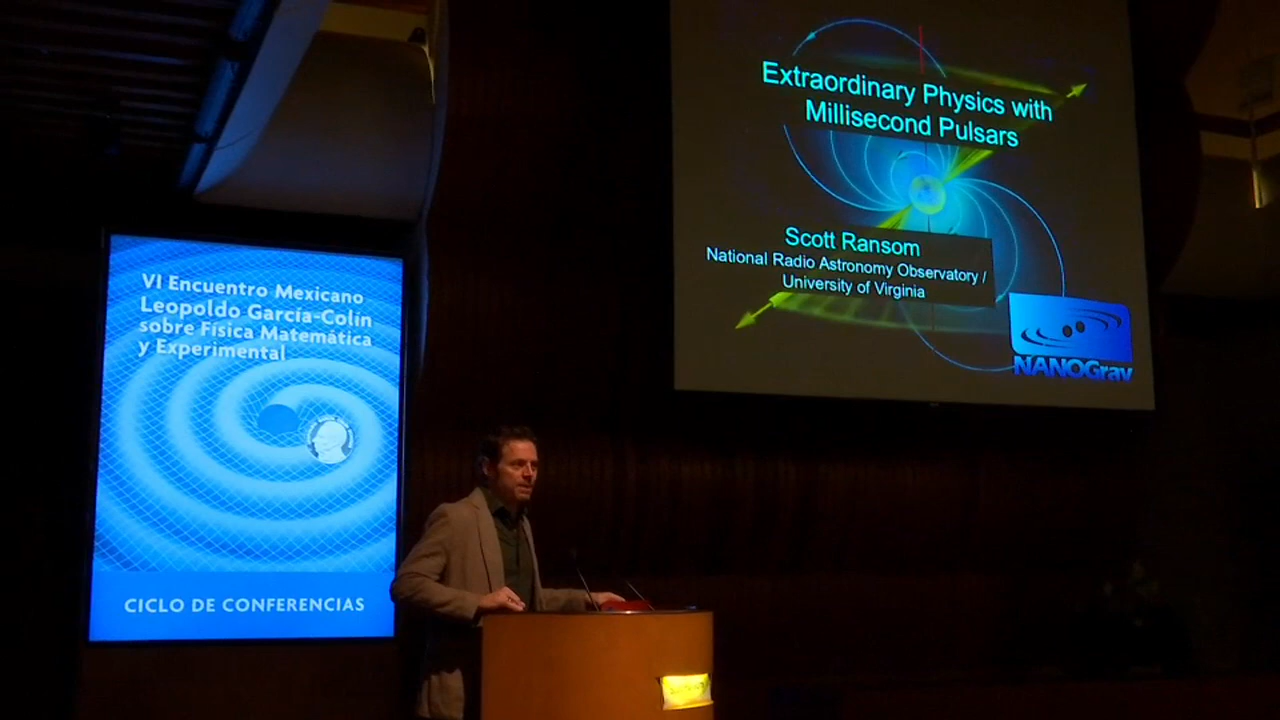 VI Encuentro Mexicano
Leopoldo García-Colín
sobre Física Matemática
y Experimental
CICLO DE CONFERENCIAS
Extraordinary Physics with
Millisecond Pulsars
Scott Ransom
National Radio Astronomy Observatory /
University of Virginia
NANOGrav